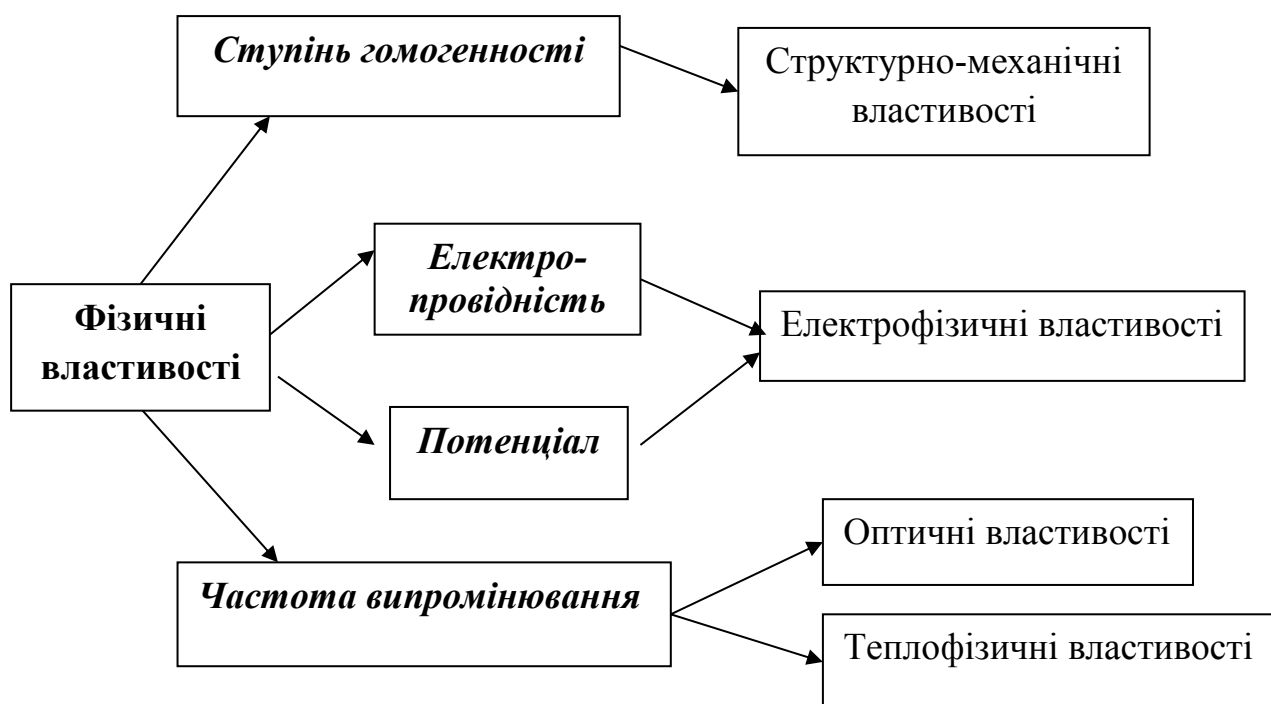 Ступінь гомогенності
Структурно-механічні
властивості
Електро-
провідність
Фізичні
властивості
Електрофізичні властивості
Потенціал
Оптичні властивості
Частота випромінювання
Теплофізичні властивості